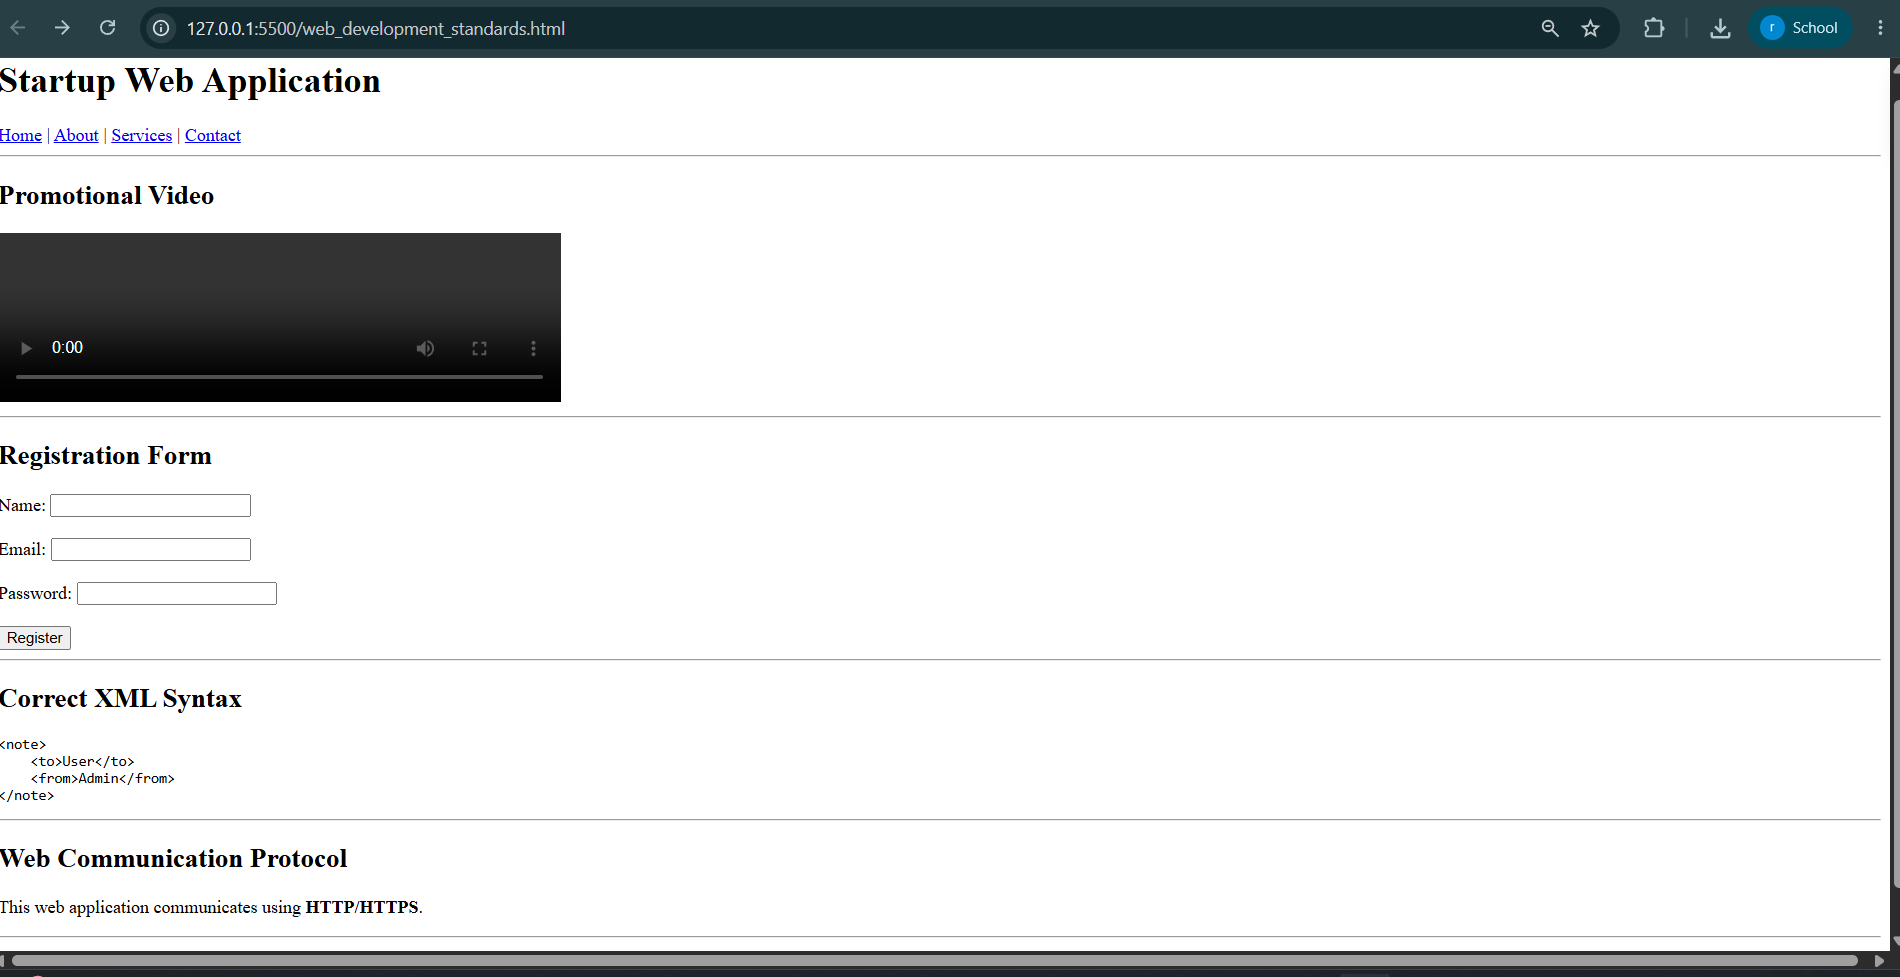 127.0.0.1:5500/web_development_standards.html
r School
Startup Web Application
Home | About | Services | Contact
Promotional Video
0:00
Registration Form
Name:
Email:
Password:
Register
Correct XML Syntax
<note>
    <to>User</to>
    <from>Admin</from>
</note>
Web Communication Protocol
This web application communicates using HTTP/HTTPS.